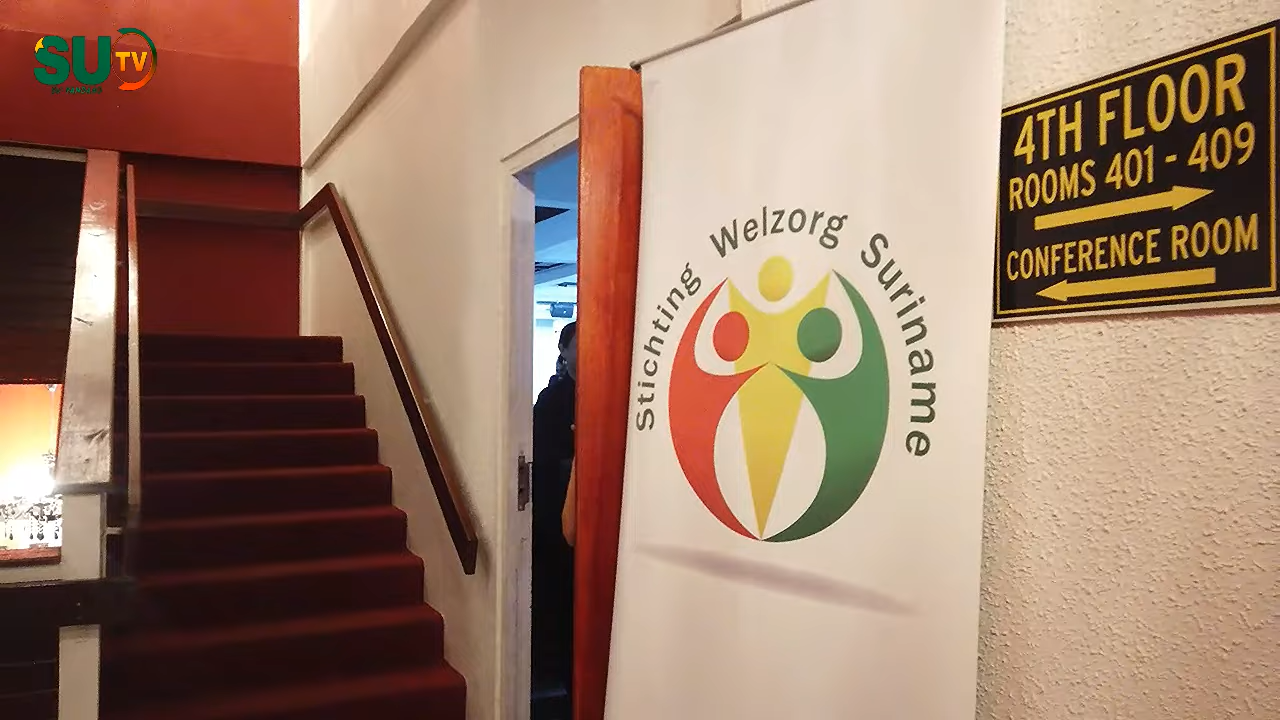 SU TV
Stichting Welzorg Suriname
4TH FLOOR
ROOMS 401 - 409
CONFERENCE ROOM